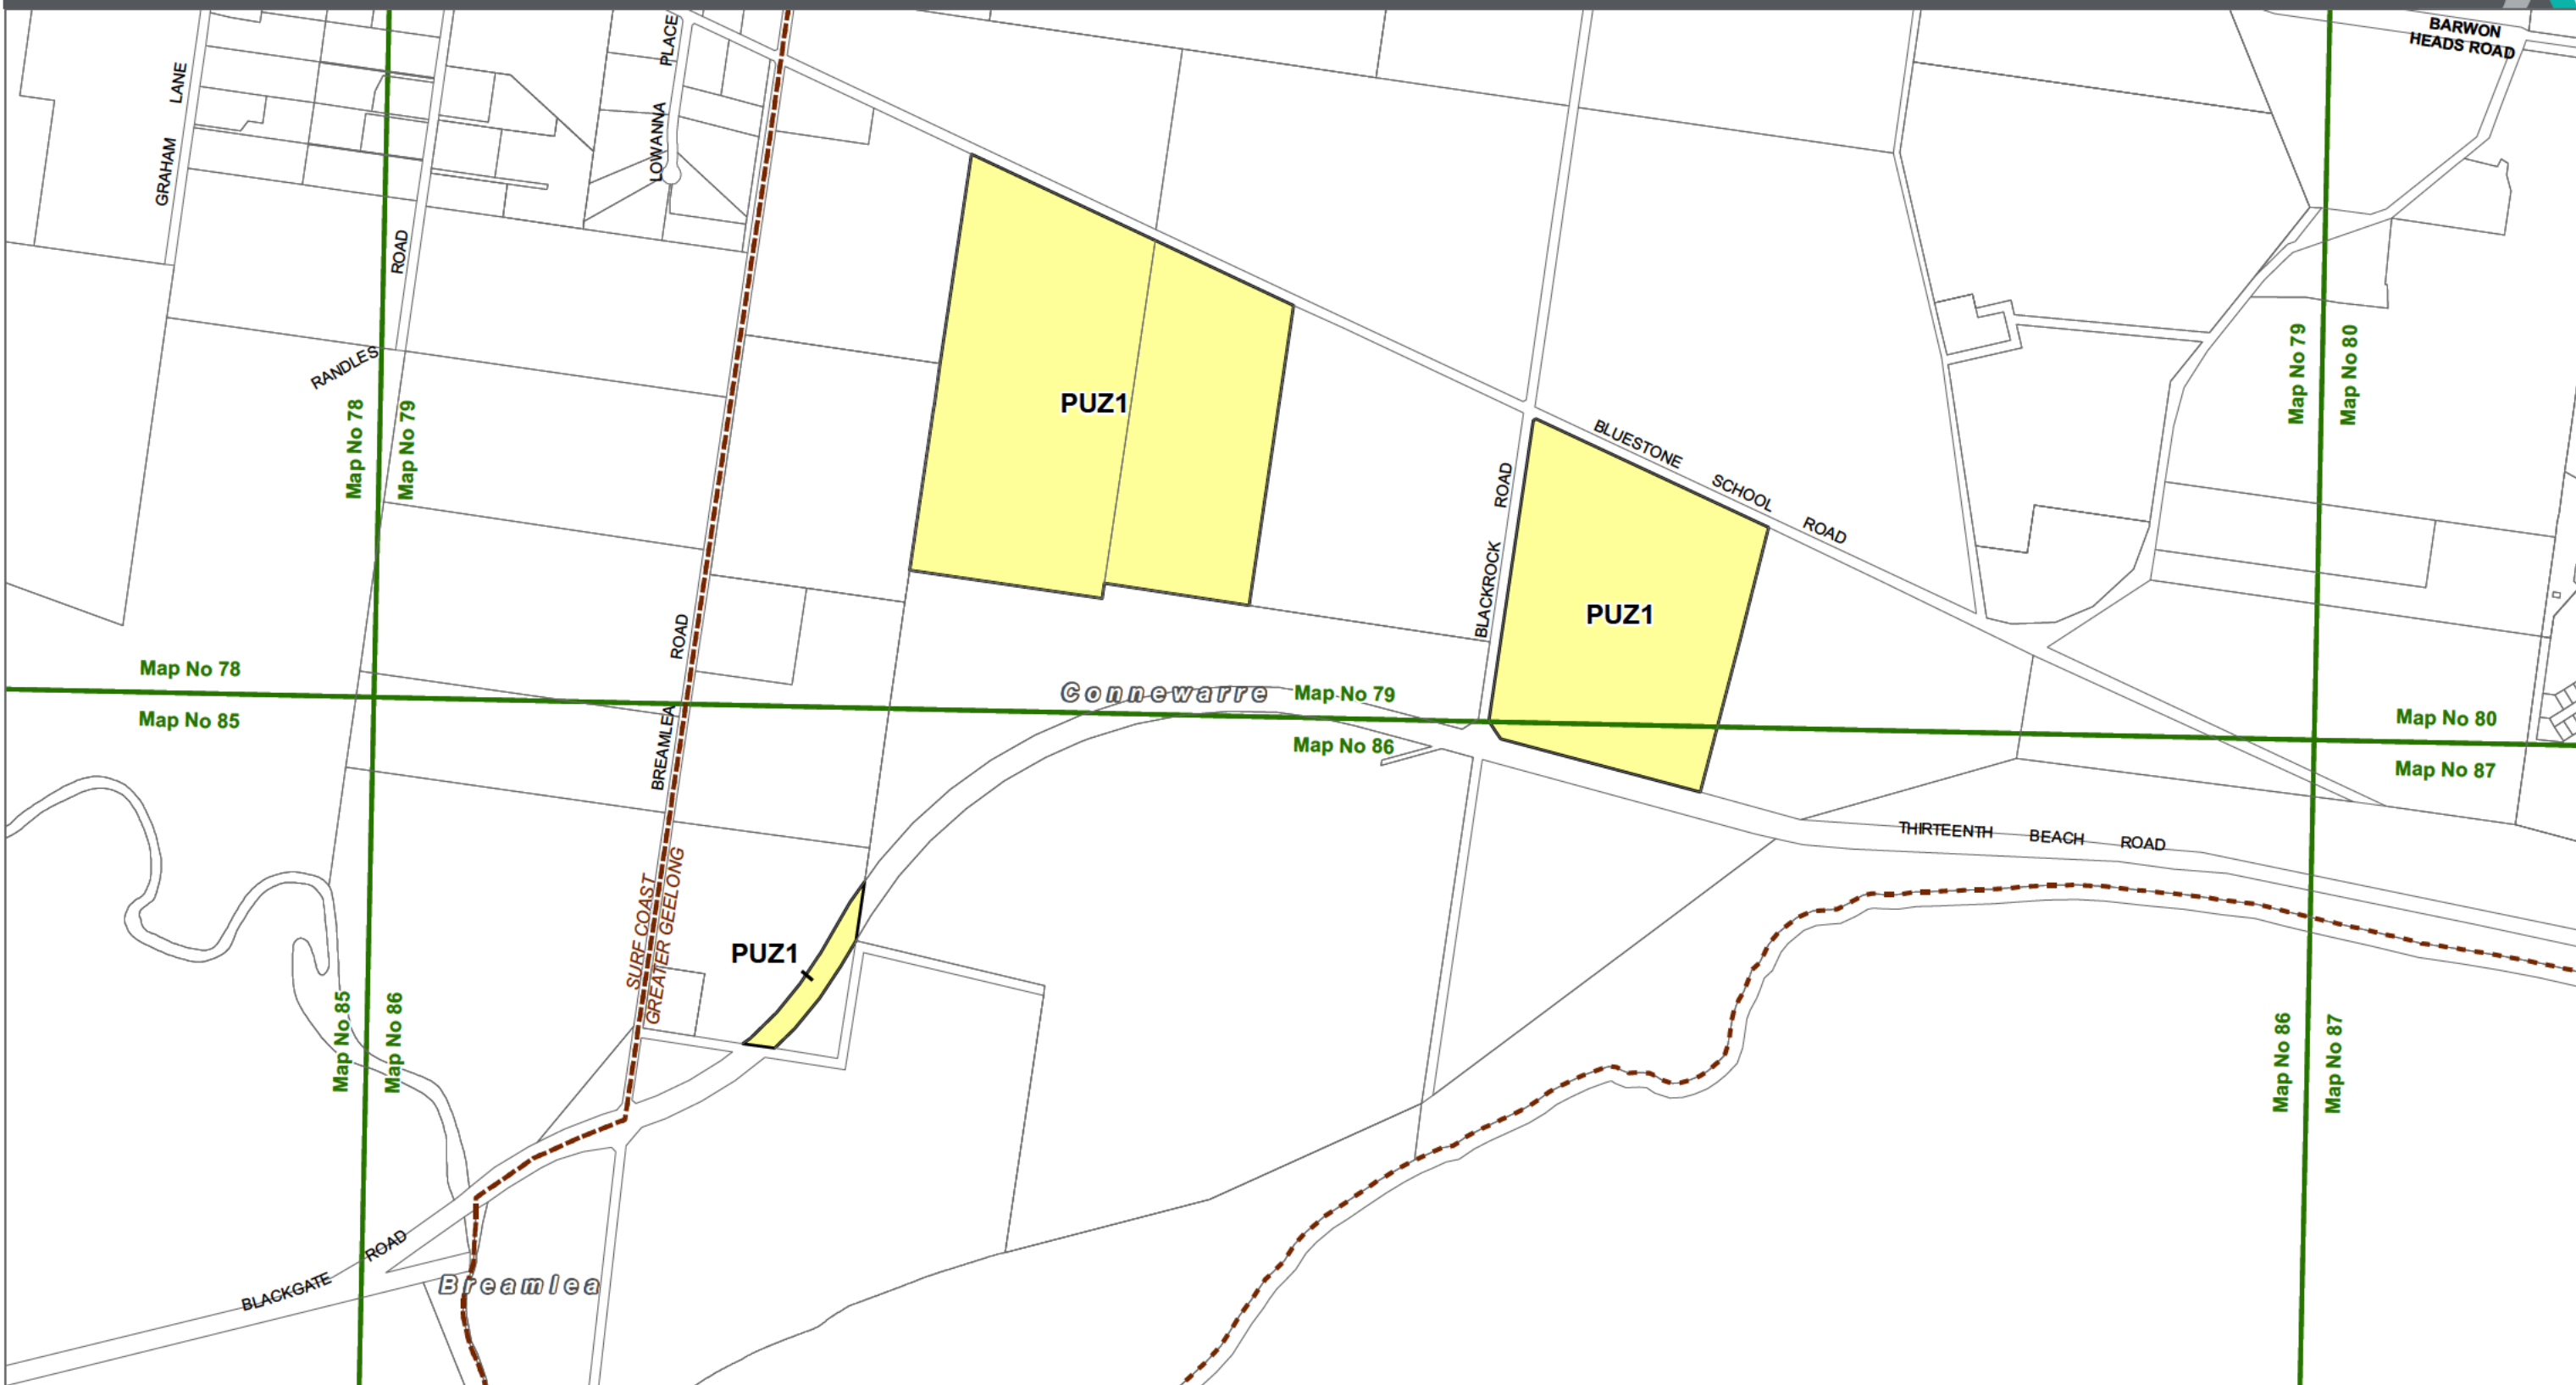 BARWON
HEADS ROAD
PLACE
LOWANNA
LANE
GRAHAM
ROAD
RANDLES
Map No 78
Map No 79
Map No 79
Map No 80
PUZ1
BLUESTONE SCHOOL ROAD
ROAD
BLACKROCK
PUZ1
ROAD
BREAMLEA
Map No 78
Map No 85
Connewarre
Map No 79
Map No 86
Map No 80
Map No 87
THIRTEENTH BEACH ROAD
SURF COAST
GREATER GEELONG
PUZ1
Map No 85
Map No 86
Map No 86
Map No 87
BLACKGATE ROAD
Breamlea